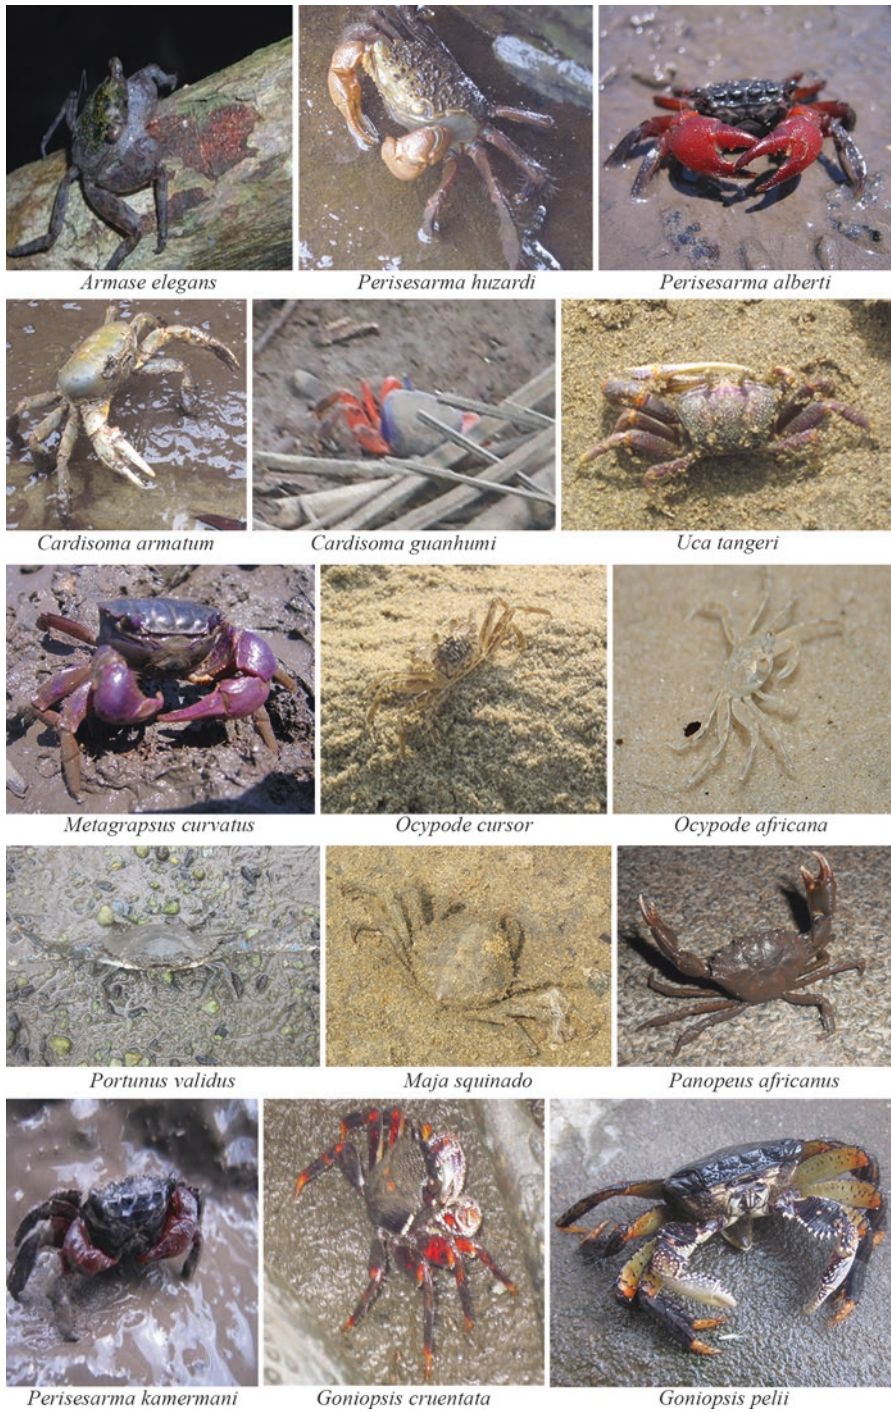 Armase elegans
Perisesarma huzardi
Perisesarma alberti
Cardisoma armatum
Cardisoma guanhumi
Uca tangeri
Metagrapsus curvatus
Ocypode cursor
Ocypode africana
Portunus validus
Maja squinado
Panopeus africanus
Perisesarma kamermani
Goniopsis cruentata
Goniopsis pelii